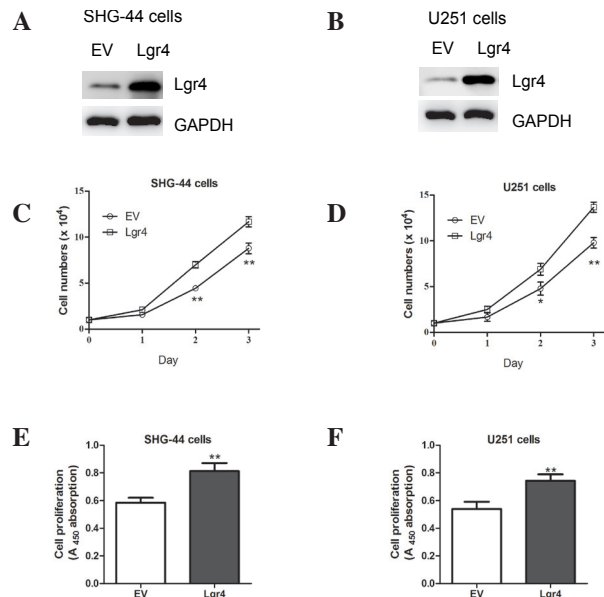 A
SHG-44 cells
EV Lgr4
Lgr4
GAPDH
B
U251 cells
EV Lgr4
Lgr4
GAPDH
C
SHG-44 cells
Cell numbers (x 10⁴)
15
10
5
0
EV
Lgr4
**
**
0 1 2 3
Day
D
U251 cells
Cell numbers (x 10⁴)
15
10
5
0
EV
Lgr4
*
**
0 1 2 3
Day
E
SHG-44 cells
Cell proliferation
(A 450 absorption)
1.0
0.8
0.6
0.4
0.2
0.0
**
EV Lgr4
F
U251 cells
Cell proliferation
(A 450 absorption)
1.0
0.8
0.6
0.4
0.2
0.0
**
EV Lgr4